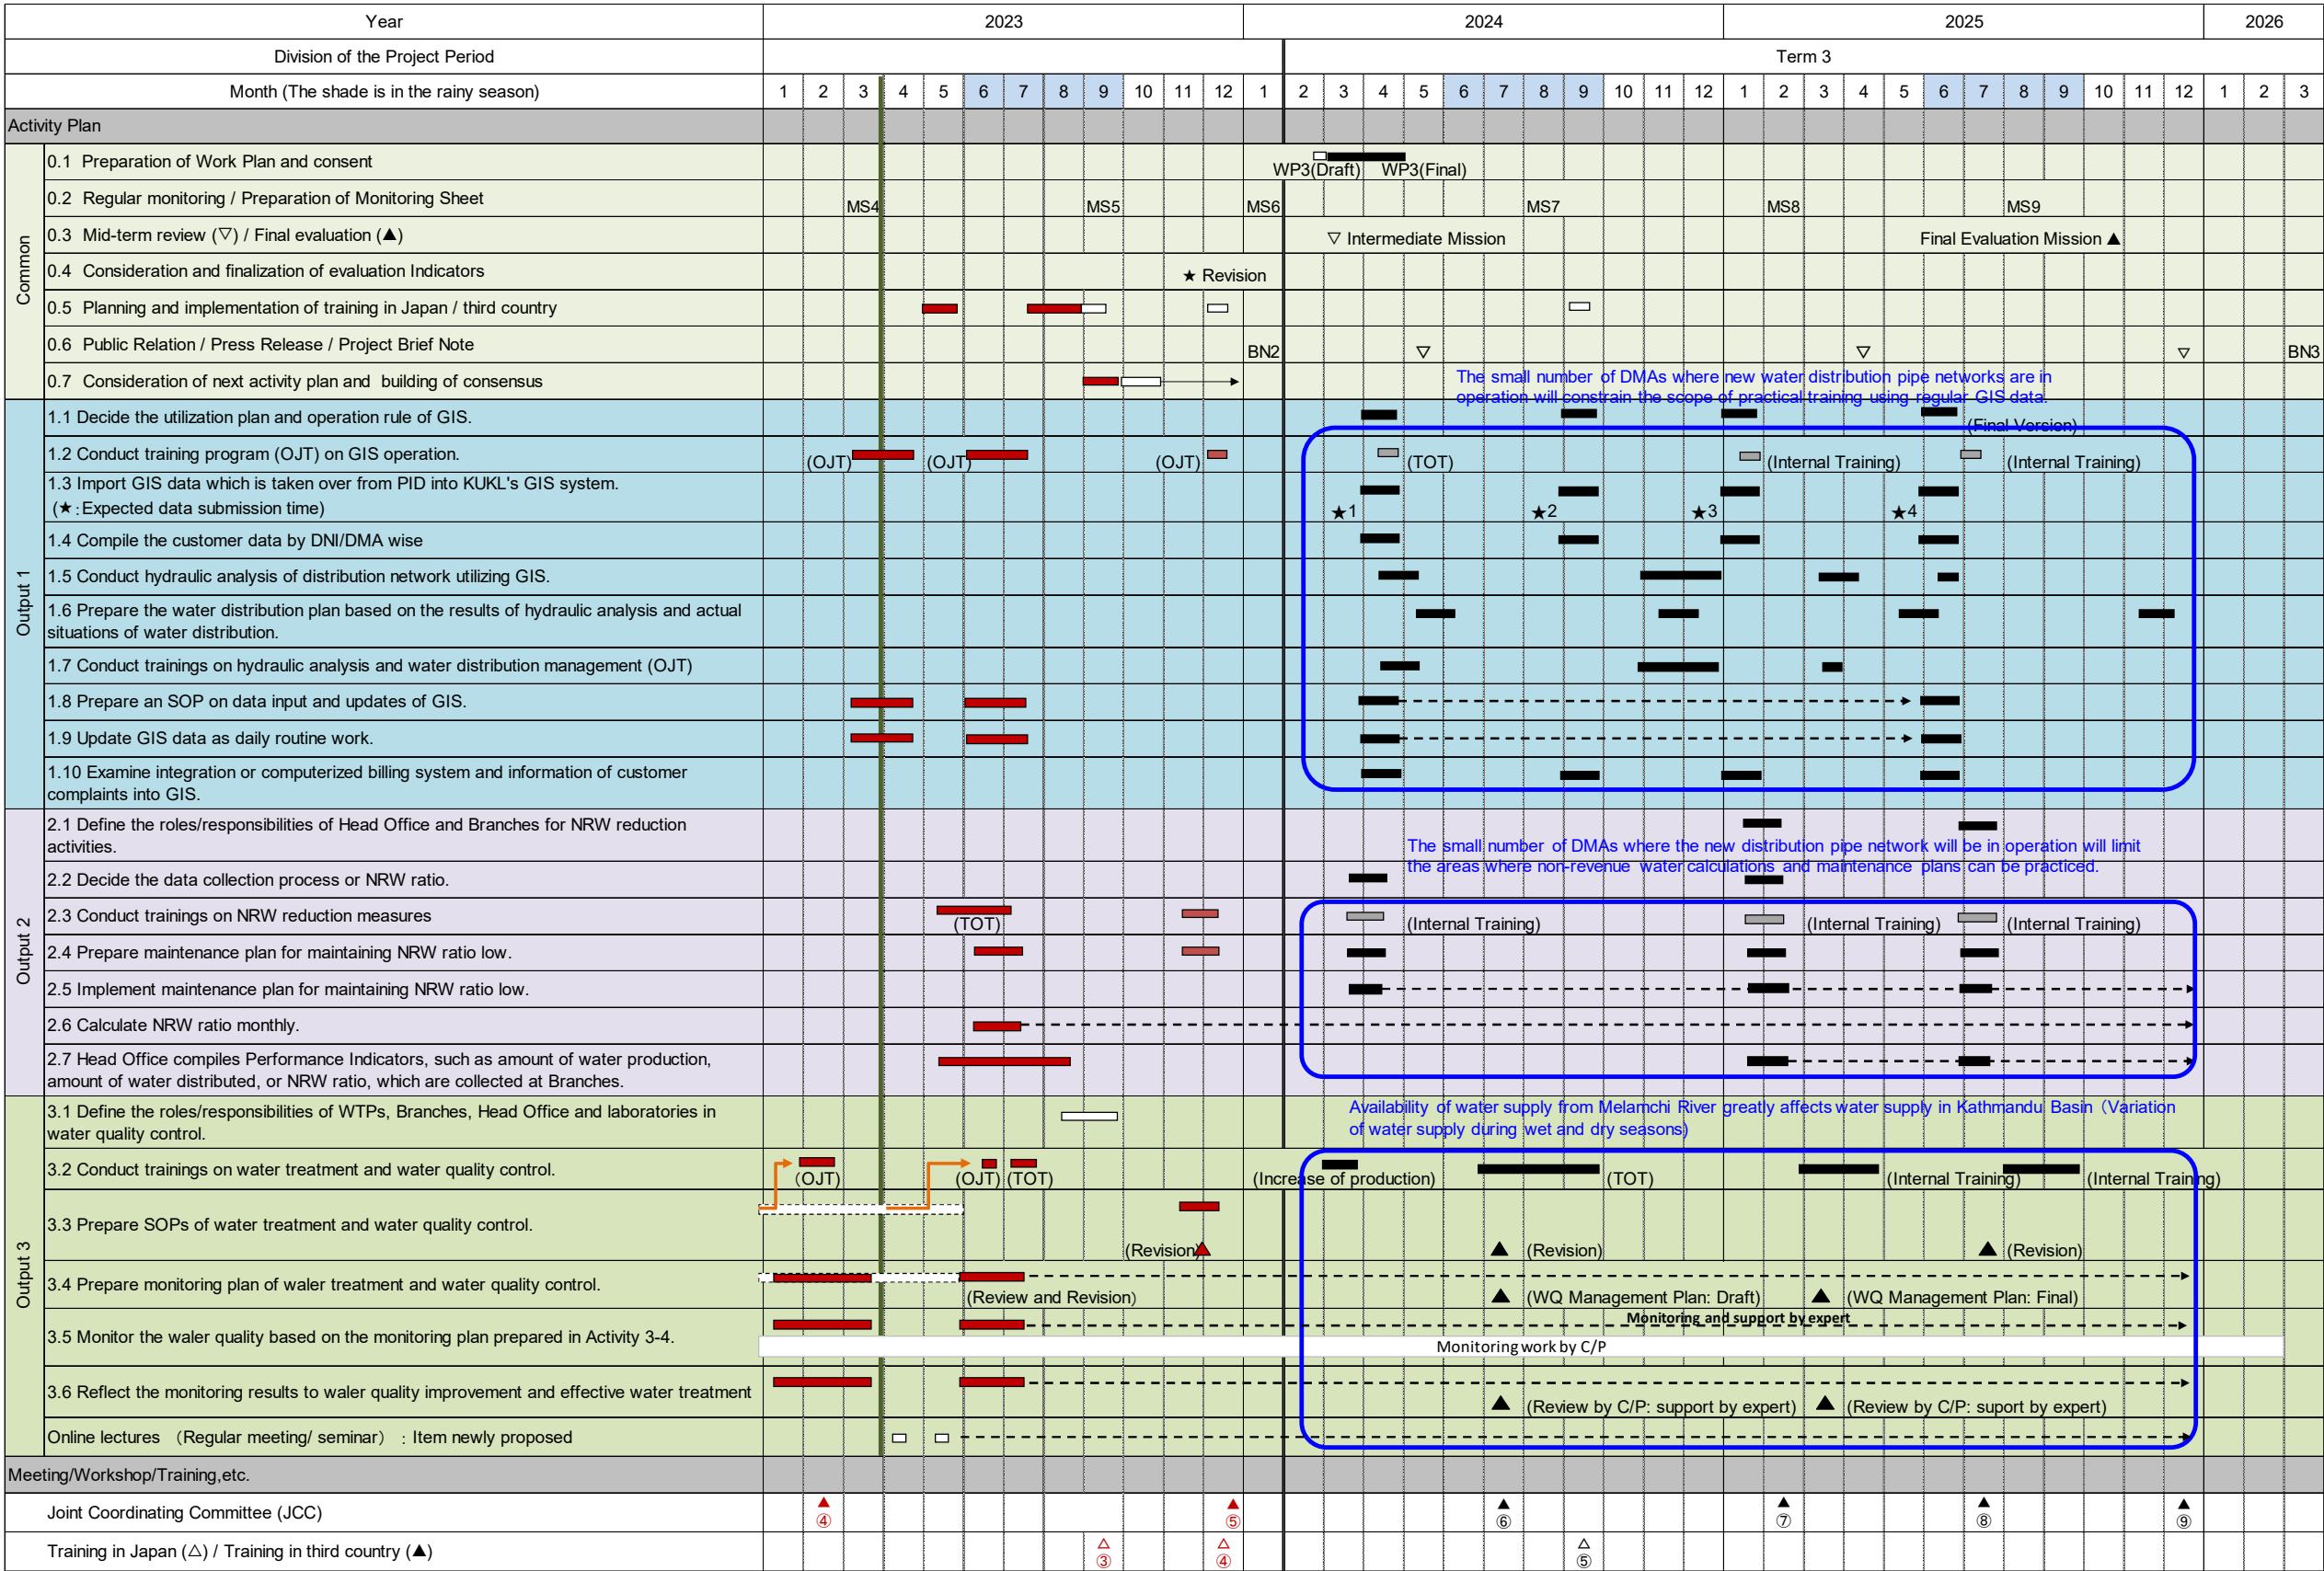 Year 2023 2024 2025 2026
Division of the Project Period Term 3
Month (The shade is in the rainy season) 1 2 3 4 5 6 7 8 9 10 11 12 1 2 3 4 5 6 7 8 9 10 11 12 1 2 3 4 5 6 7 8 9 10 11 12 1 2 3
Activity Plan
Common
0.1 Preparation of Work Plan and consent
WP3(Draft) WP3(Final)
0.2 Regular monitoring / Preparation of Monitoring Sheet
MS4 MS5 MS6 MS7 MS8 MS9
0.3 Mid-term review (▽) / Final evaluation (▲)
▽ Intermediate Mission Final Evaluation Mission ▲
0.4 Consideration and finalization of evaluation Indicators
★ Revision
0.5 Planning and implementation of training in Japan / third country
0.6 Public Relation / Press Release / Project Brief Note
BN2 ▽ ▽ ▽ BN3
0.7 Consideration of next activity plan and building of consensus
The small number of DMAs where new water distribution pipe networks are in
operation will constrain the scope of practical training using regular GIS data.
Output 1
1.1 Decide the utilization plan and operation rule of GIS.
(Final Version)
1.2 Conduct training program (OJT) on GIS operation.
(OJT) (OJT) (OJT) (TOT) (Internal Training) (Internal Training)
1.3 Import GIS data which is taken over from PID into KUKL's GIS system.
(★:Expected data submission time)
★1 ★2 ★3 ★4
1.4 Compile the customer data by DNI/DMA wise
1.5 Conduct hydraulic analysis of distribution network utilizing GIS.
1.6 Prepare the water distribution plan based on the results of hydraulic analysis and actual
situations of water distribution.
1.7 Conduct trainings on hydraulic analysis and water distribution management (OJT)
1.8 Prepare an SOP on data input and updates of GIS.
1.9 Update GIS data as daily routine work.
1.10 Examine integration or computerized billing system and information of customer
complaints into GIS.
Output 2
2.1 Define the roles/responsibilities of Head Office and Branches for NRW reduction
activities.
The small number of DMAs where the new distribution pipe network will be in operation will limit
the areas where non-revenue water calculations and maintenance plans can be practiced.
2.2 Decide the data collection process or NRW ratio.
2.3 Conduct trainings on NRW reduction measures
(TOT) (Internal Training) (Internal Training) (Internal Training)
2.4 Prepare maintenance plan for maintaining NRW ratio low.
2.5 Implement maintenance plan for maintaining NRW ratio low.
2.6 Calculate NRW ratio monthly.
2.7 Head Office compiles Performance Indicators, such as amount of water production,
amount of water distributed, or NRW ratio, which are collected at Branches.
Output 3
3.1 Define the roles/responsibilities of WTPs, Branches, Head Office and laboratories in
water quality control.
Availability of water supply from Melamchi River greatly affects water supply in Kathmandu Basin（Variation
of water supply during wet and dry seasons)
3.2 Conduct trainings on water treatment and water quality control.
(OJT) (OJT) (TOT) (Increase of production) (TOT) (Internal Training) (Internal Training)
3.3 Prepare SOPs of water treatment and water quality control.
(Revision) ▲ ▲ (Revision) ▲ (Revision)
3.4 Prepare monitoring plan of waler treatment and water quality control.
(Review and Revision) ▲ (WQ Management Plan: Draft) ▲ (WQ Management Plan: Final)
3.5 Monitor the waler quality based on the monitoring plan prepared in Activity 3-4.
Monitoring and support by expert
Monitoring work by C/P
3.6 Reflect the monitoring results to waler quality improvement and effective water treatment
▲ (Review by C/P: support by expert) ▲ (Review by C/P: suport by expert)
Online lectures （Regular meeting/ seminar） : Item newly proposed
Meeting/Workshop/Training,etc.
Joint Coordinating Committee (JCC)
▲ ▲ ▲ ▲ ▲ ▲
④ ⑤ ⑥ ⑦ ⑧ ⑨
Training in Japan (△) / Training in third country (▲)
△ △ △
③ ④ ⑤